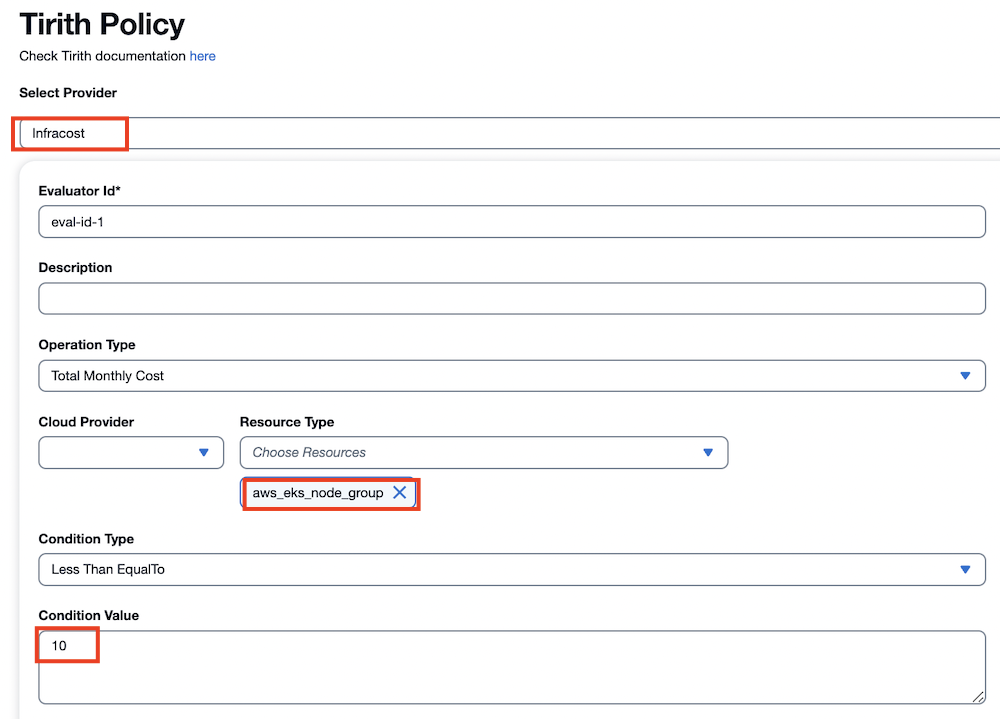 Tirith Policy
Check Tirith documentation here
Select Provider
Infracost
Evaluator Id*
eval-id-1
Description
Operation Type
Total Monthly Cost
Cloud Provider
Resource Type
Choose Resources
aws_eks_node_group
Condition Type
Less Than EqualTo
Condition Value
10